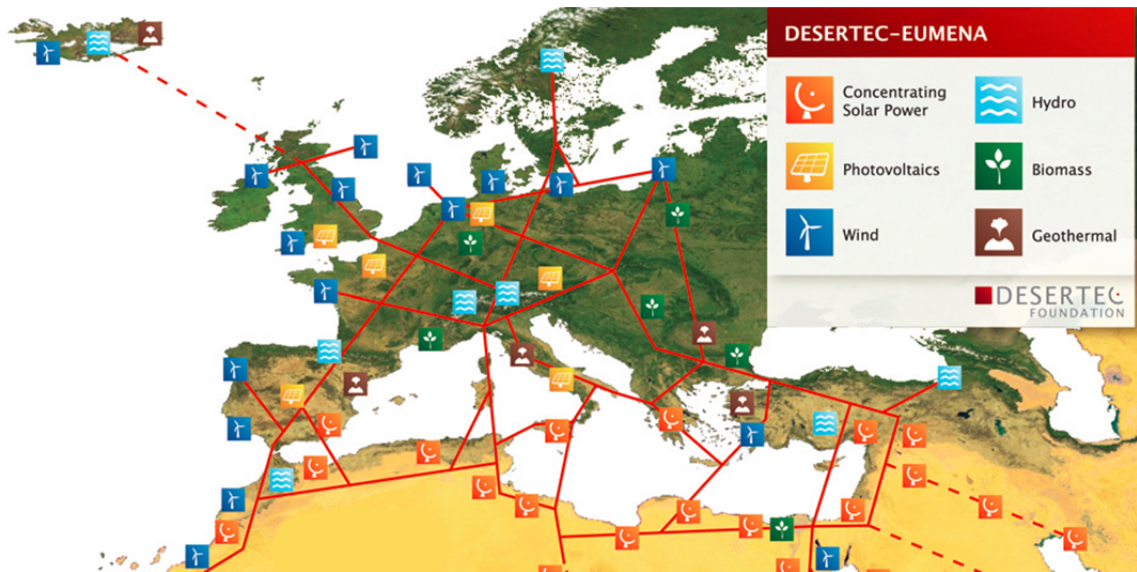 DESERTEC-EUMENA
Concentrating
Solar Power
Hydro
Photovoltaics
Biomass
Wind
Geothermal
DESERTEC
FOUNDATION